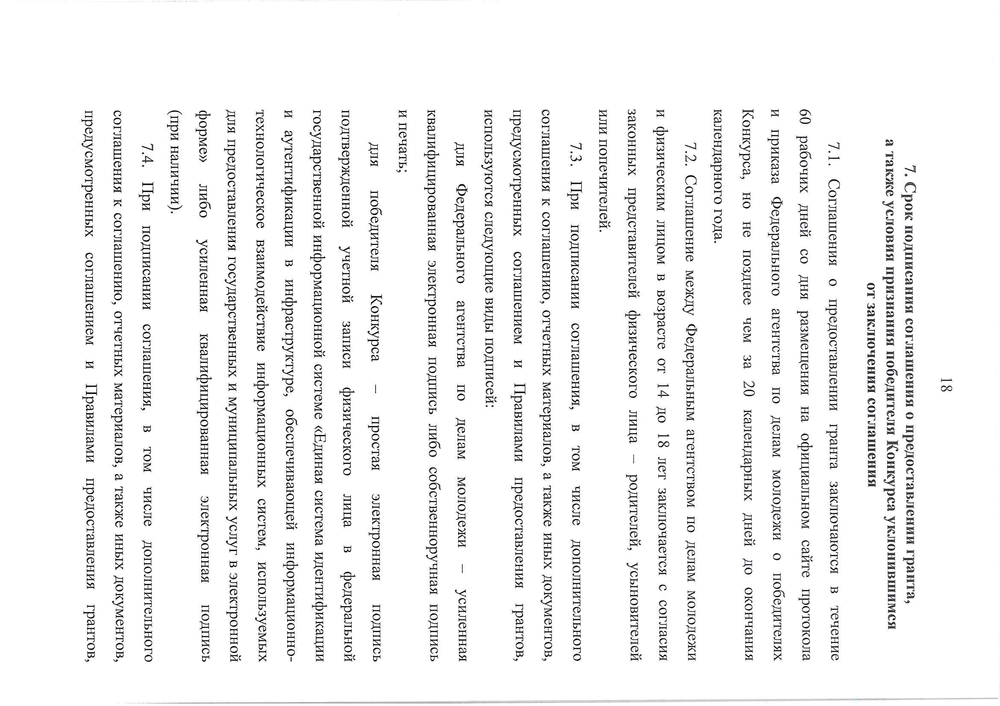 18
7. Срок подписания соглашения о предоставлении гранта,
а также условия признания победителя Конкурса уклонившимся
от заключения соглашения
7.1. Соглашения о предоставлении гранта заключаются в течение
60 рабочих дней со дня размещения на официальном сайте протокола
и приказа Федерального агентства по делам молодежи о победителях
Конкурса, но не позднее чем за 20 календарных дней до окончания
календарного года.
7.2. Соглашение между Федеральным агентством по делам молодежи
и физическим лицом в возрасте от 14 до 18 лет заключается с согласия
законных представителей физического лица – родителей, усыновителей
или попечителей.
7.3. При подписании соглашения, в том числе дополнительного
соглашения к соглашению, отчетных материалов, а также иных документов,
предусмотренных соглашением и Правилами предоставления грантов,
используются следующие виды подписей:
для Федерального агентства по делам молодежи – усиленная
квалифицированная электронная подпись либо собственноручная подпись
и печать;
для победителя Конкурса – простая электронная подпись
подтвержденной учетной записи физического лица в федеральной
государственной информационной системе «Единая система идентификации
и аутентификации в инфраструктуре, обеспечивающей информационно-
технологическое взаимодействие информационных систем, используемых
для предоставления государственных и муниципальных услуг в электронной
форме» либо усиленная квалифицированная электронная подпись
(при наличии).
7.4. При подписании соглашения, в том числе дополнительного
соглашения к соглашению, отчетных материалов, а также иных документов,
предусмотренных соглашением и Правилами предоставления грантов,